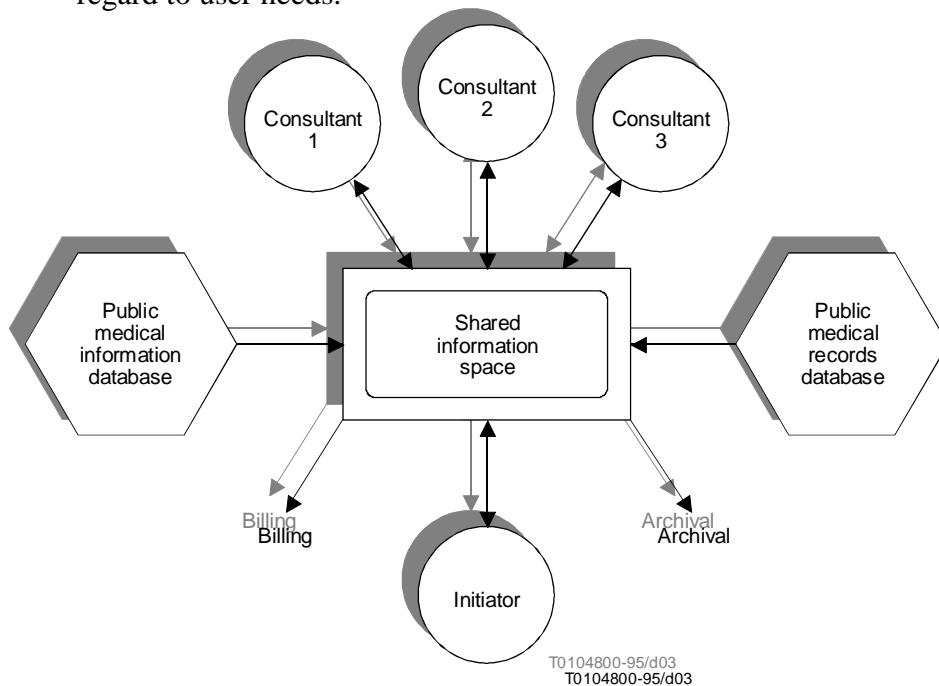 regard to user needs.
Consultant
1
Consultant
2
Consultant
3
Public
medical
information
database
Shared
information
space
Public
medical
records
database
Billing
Billing
Archival
Archival
Initiator
T0104800-95/d03
T0104800-95/d03